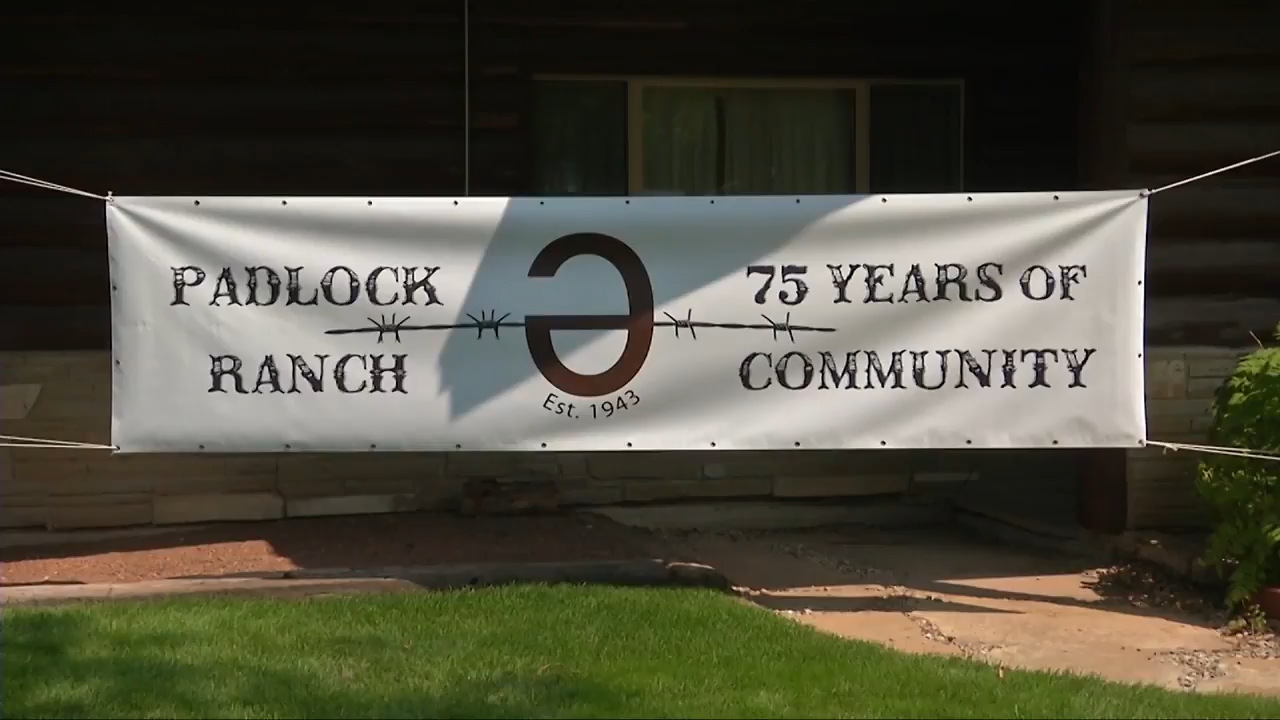 PADLOCK
RANCH
Ә
Est. 1943
75 YEARS OF
COMMUNITY